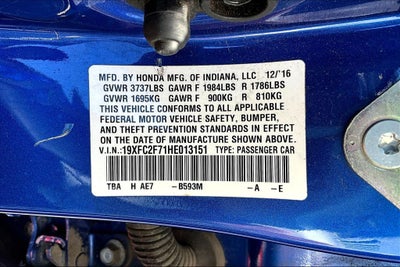 MFD. BY HONDA MFG. OF INDIANA, LLC 12/'16
GVWR 3737LBS GAWR F 1984LBS R 1786LBS
GVWR 1695KG GAWR F 900KG R 810KG
THIS VEHICLE CONFORMS TO ALL APPLICABLE
FEDERAL MOTOR VEHICLE SAFETY, BUMPER,
AND THEFT PREVENTION STANDARDS IN EFFECT
ON THE DATE OF MANUFACTURE SHOWN ABOVE.
V.I.N.: 19XFC2F71HE013151 TYPE: PASSENGER CAR
TBA H AE7 -B593M -A -E